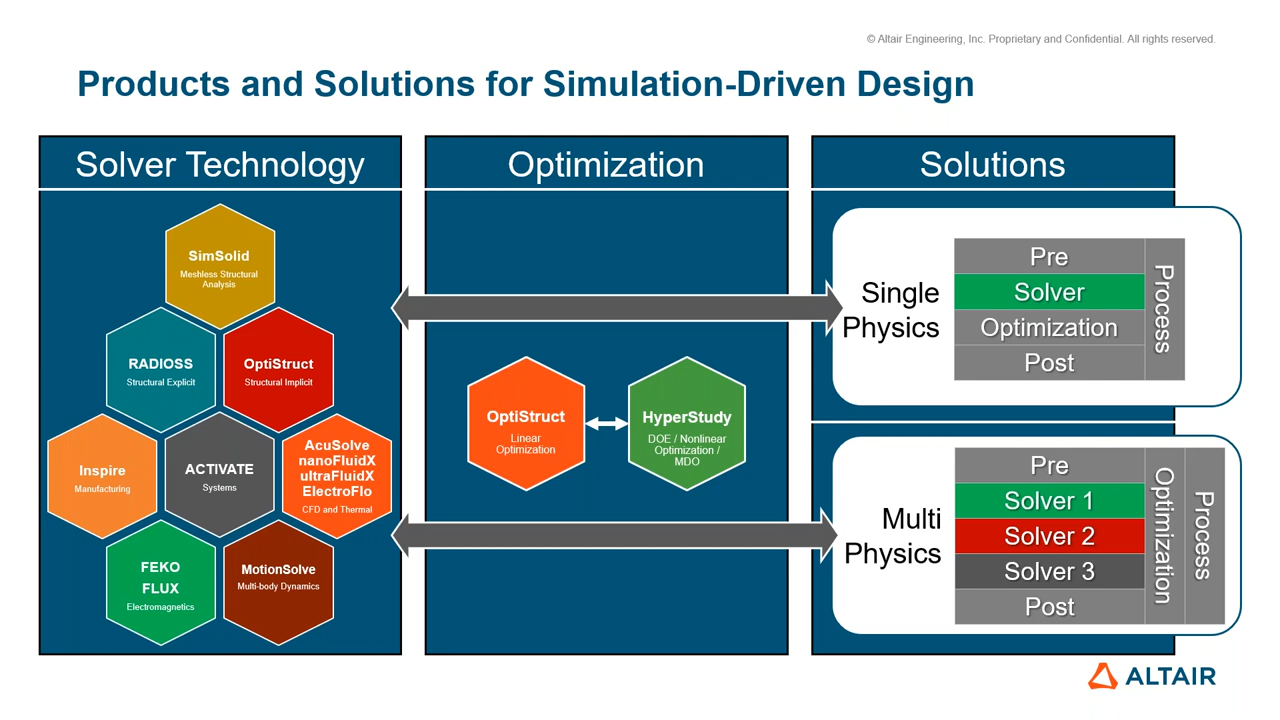 © Altair Engineering, Inc. Proprietary and Confidential. All rights reserved.
Products and Solutions for Simulation-Driven Design
Solver Technology
SimSolid
Meshless Structural
Analysis
RADIOSS
Structural Explicit
OptiStruct
Structural Implicit
Inspire
Manufacturing
ACTIVATE
Systems
AcuSolve
nanoFluidX
ultraFluidX
ElectroFlo
CFD and Thermal
FEKO
FLUX
Electromagnetics
MotionSolve
Multi-body Dynamics
Optimization
OptiStruct
Linear
Optimization
HyperStudy
DOE / Nonlinear
Optimization /
MDO
Solutions
Single
Physics
Pre
Solver
Optimization
Post
Process
Multi
Physics
Pre
Solver 1
Solver 2
Solver 3
Post
Optimization
Process
ALTAIR